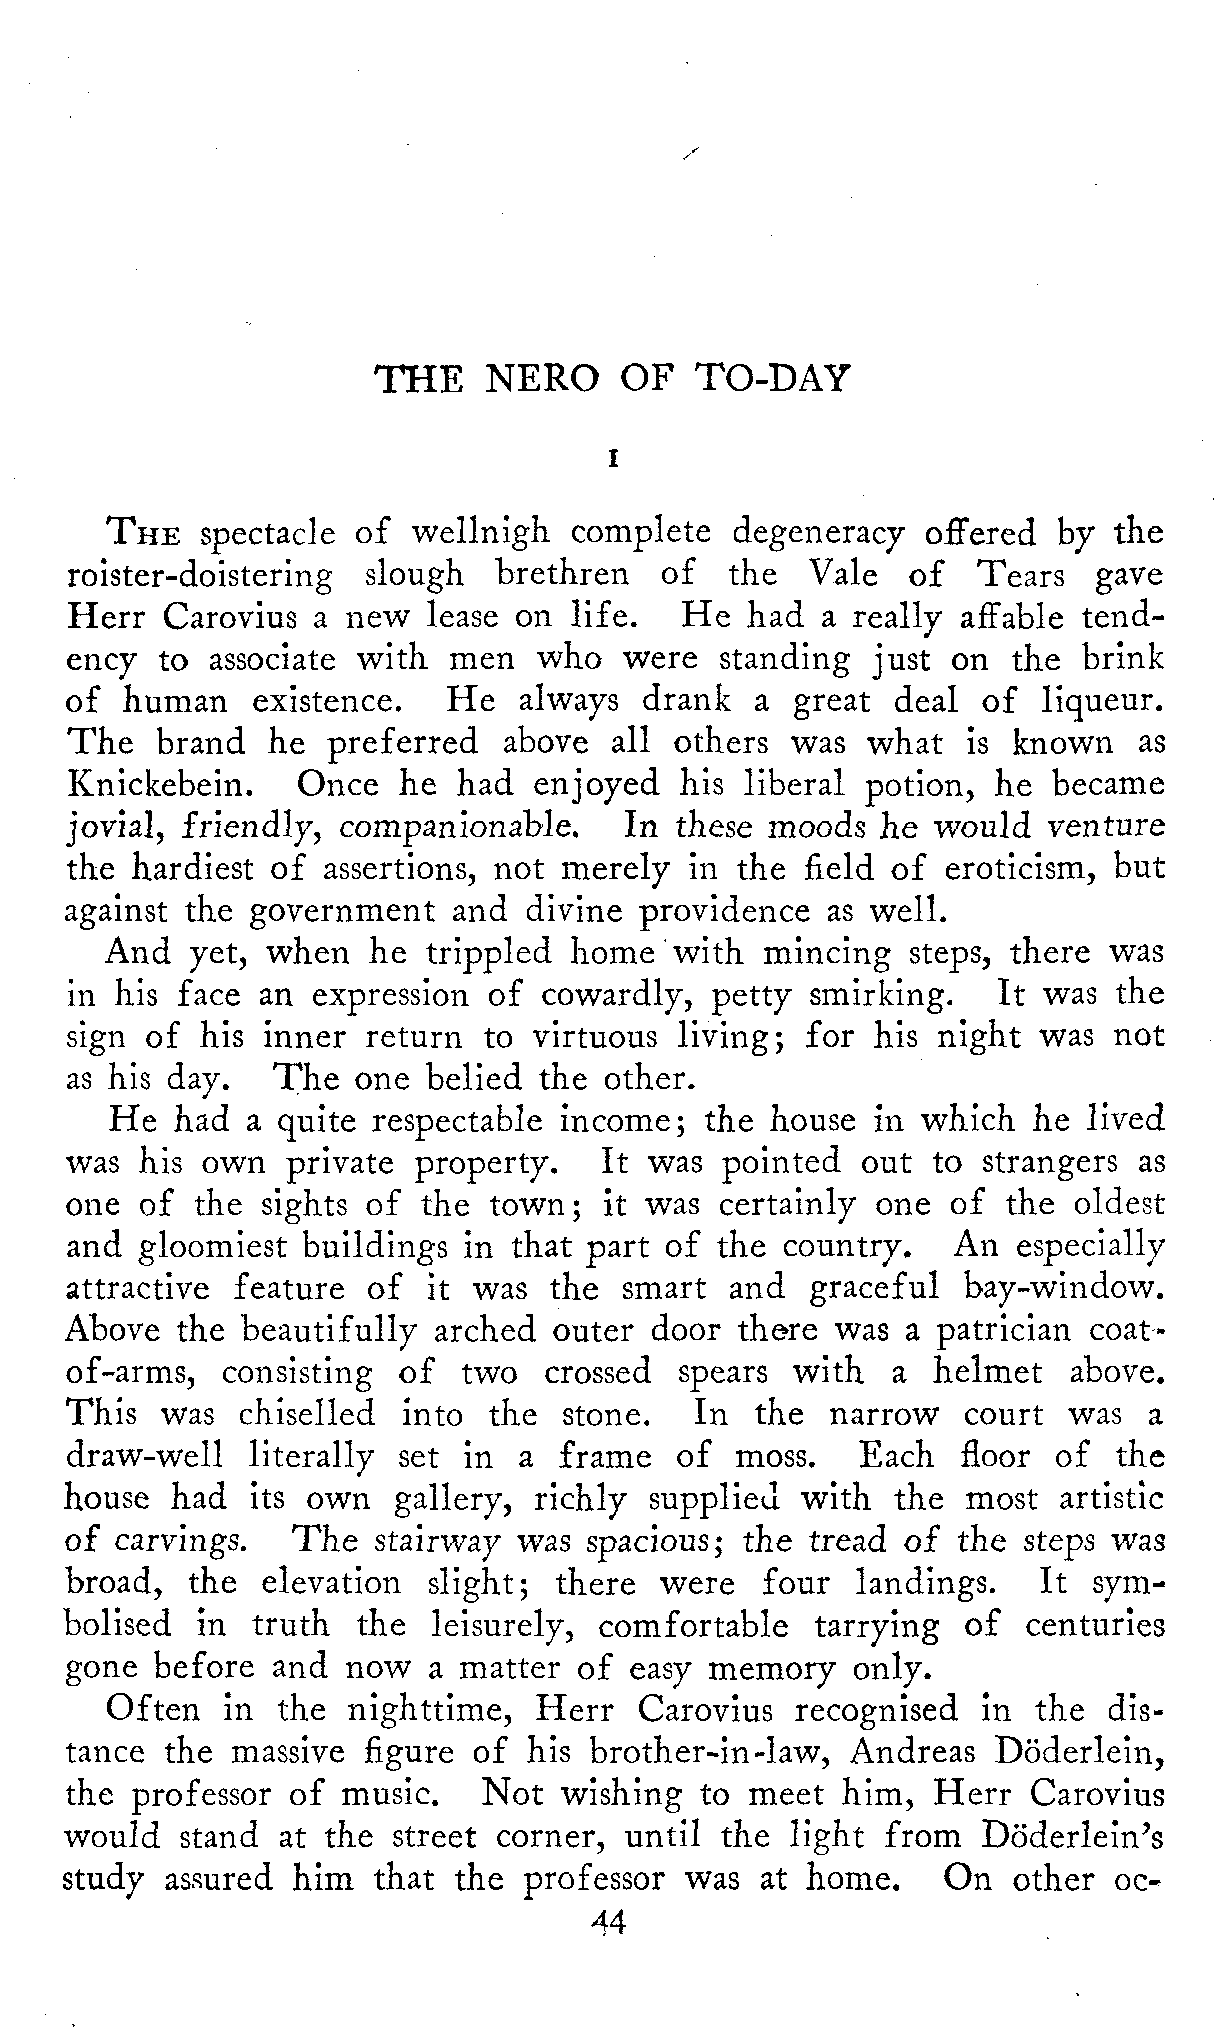 THE NERO OF TO-DAY
I
THE spectacle of wellnigh complete degeneracy offered by the
roister-doistering slough brethren of the Vale of Tears gave
Herr Carovius a new lease on life. He had a really affable tend-
ency to associate with men who were standing just on the brink
of human existence. He always drank a great deal of liqueur.
The brand he preferred above all others was what is known as
Knickebein. Once he had enjoyed his liberal potion, he became
jovial, friendly, companionable. In these moods he would venture
the hardiest of assertions, not merely in the field of eroticism, but
against the government and divine providence as well.
And yet, when he trippled home with mincing steps, there was
in his face an expression of cowardly, petty smirking. It was the
sign of his inner return to virtuous living; for his night was not
as his day. The one belied the other.
He had a quite respectable income; the house in which he lived
was his own private property. It was pointed out to strangers as
one of the sights of the town; it was certainly one of the oldest
and gloomiest buildings in that part of the country. An especially
attractive feature of it was the smart and graceful bay-window.
Above the beautifully arched outer door there was a patrician coat-
of-arms, consisting of two crossed spears with a helmet above.
This was chiselled into the stone. In the narrow court was a
draw-well literally set in a frame of moss. Each floor of the
house had its own gallery, richly supplied with the most artistic
of carvings. The stairway was spacious; the tread of the steps was
broad, the elevation slight; there were four landings. It sym-
bolised in truth the leisurely, comfortable tarrying of centuries
gone before and now a matter of easy memory only.
Often in the nighttime, Herr Carovius recognised in the dis-
tance the massive figure of his brother-in-law, Andreas Döderlein,
the professor of music. Not wishing to meet him, Herr Carovius
would stand at the street corner, until the light from Döderlein's
study assured him that the professor was at home. On other oc-
44